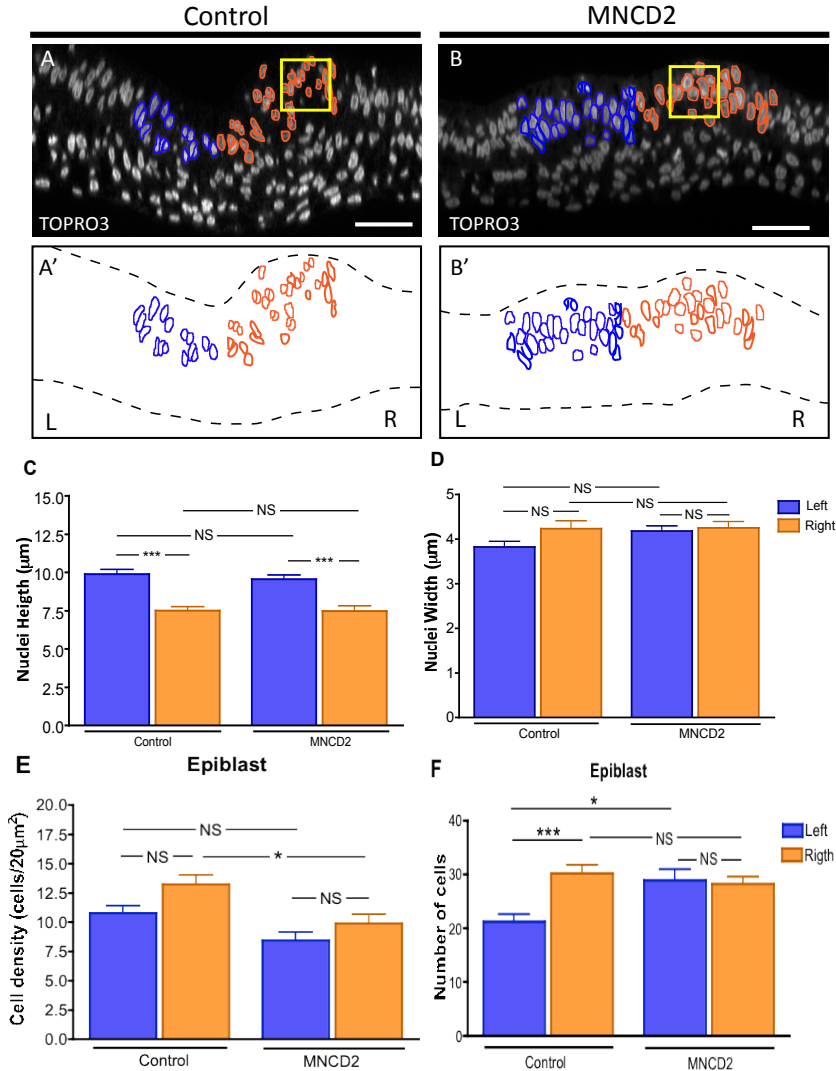 Control MNCD2
A B
TOPRO3 TOPRO3
A' B'
L R L R
C
NS
NS
*** ***
Nuclei Heigth (μm)
15.0
12.5
10.0
7.5
5.0
2.5
0.0
Control MNCD2
D
NS
NS NS
NS
Left
Right
Nuclei Width (μm)
5
4
3
2
1
0
Control MNCD2
E Epiblast
NS
NS *
NS
Cell density (cells/20μm²)
20.0
17.5
15.0
12.5
10.0
7.5
5.0
2.5
0.0
Control MNCD2
F Epiblast
*
*** NS
NS
Left
Rigth
Number of cells
40
30
20
10
0
Control MNCD2